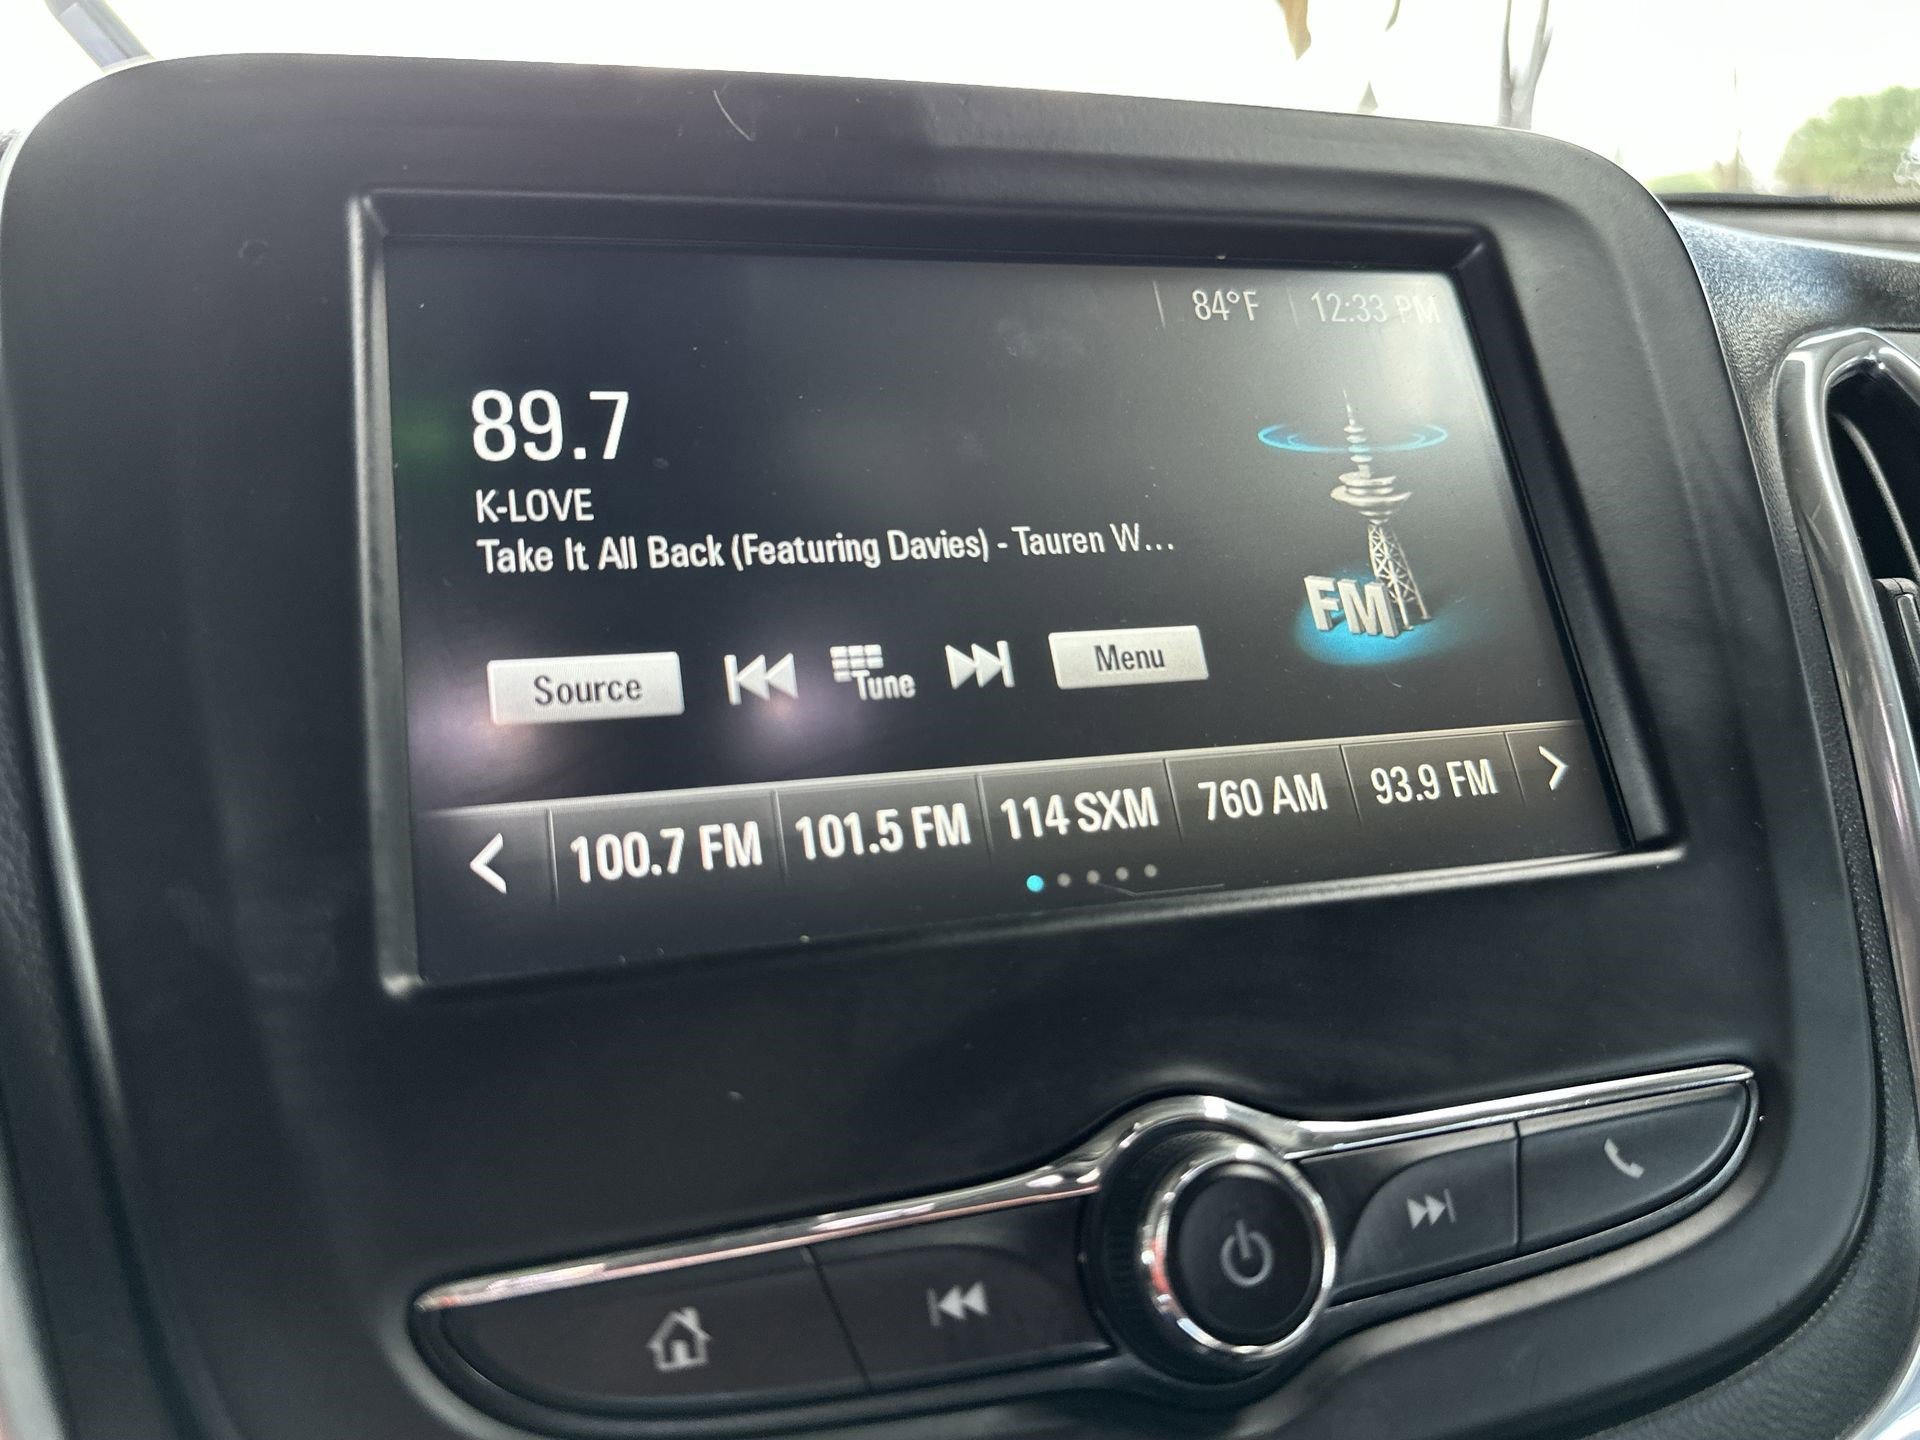 84°F 12:33 PM
89.7
K-LOVE
Take It All Back (Featuring Davies) - Tauren W...
FM
Source Tune Menu
100.7 FM 101.5 FM 114 SXM 760 AM 93.9 FM